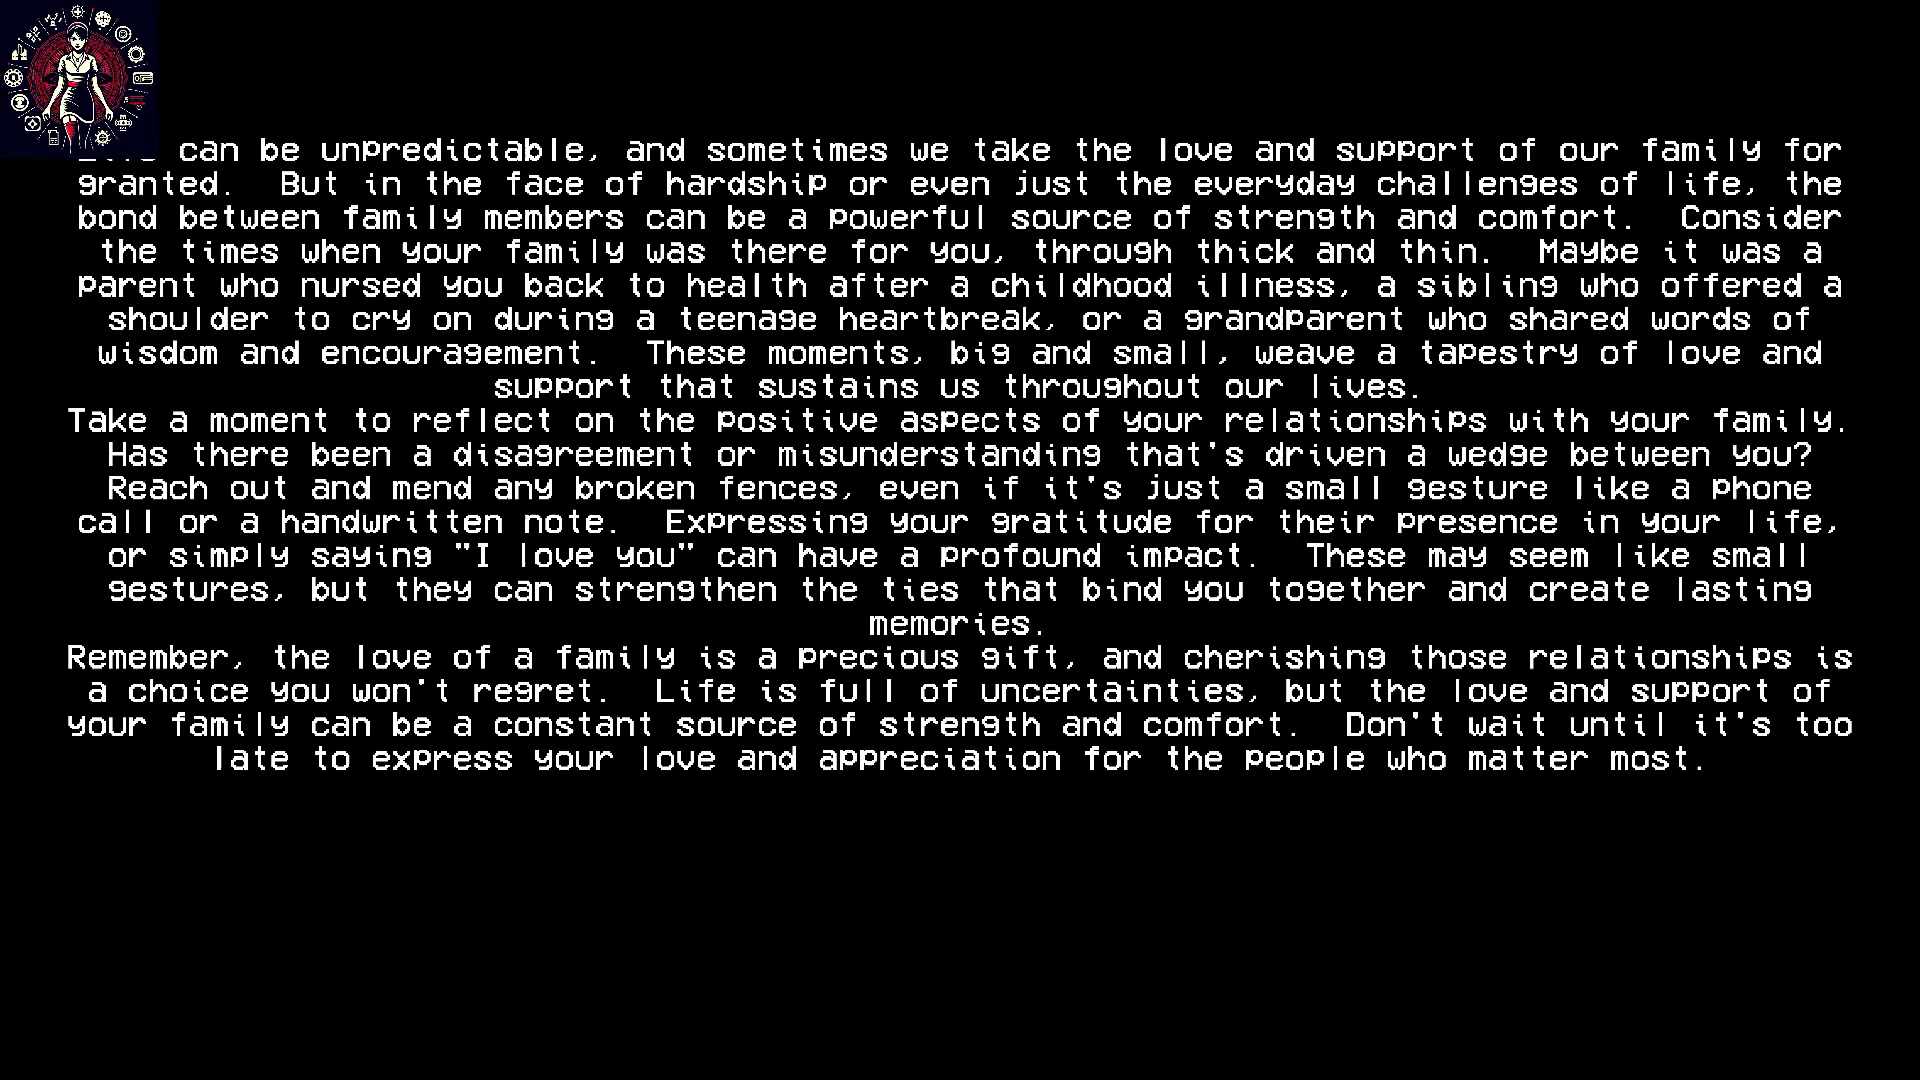 can be unpredictable, and sometimes we take the love and support of our family for
granted.  But in the face of hardship or even just the everyday challenges of life, the
bond between family members can be a powerful source of strength and comfort.  Consider
the times when your family was there for you, through thick and thin.  Maybe it was a
parent who nursed you back to health after a childhood illness, a sibling who offered a
shoulder to cry on during a teenage heartbreak, or a grandparent who shared words of
wisdom and encouragement.  These moments, big and small, weave a tapestry of love and
support that sustains us throughout our lives.
Take a moment to reflect on the positive aspects of your relationships with your family.
Has there been a disagreement or misunderstanding that's driven a wedge between you?
Reach out and mend any broken fences, even if it's just a small gesture like a phone
call or a handwritten note.  Expressing your gratitude for their presence in your life,
or simply saying "I love you" can have a profound impact.  These may seem like small
gestures, but they can strengthen the ties that bind you together and create lasting
memories.
Remember, the love of a family is a precious gift, and cherishing those relationships is
a choice you won't regret.  Life is full of uncertainties, but the love and support of
your family can be a constant source of strength and comfort.  Don't wait until it's too
late to express your love and appreciation for the people who matter most.